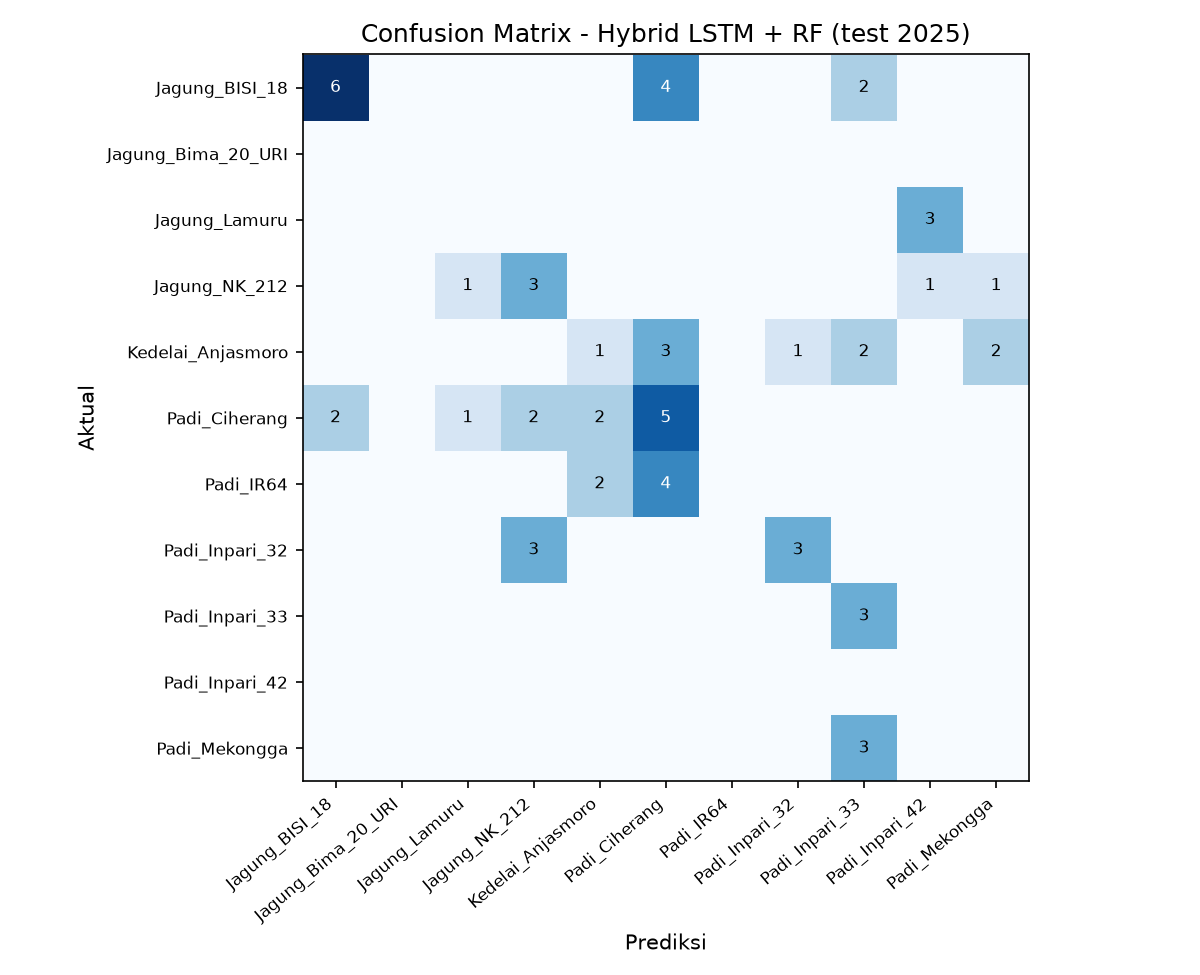 Confusion Matrix - Hybrid LSTM + RF (test 2025)
Jagung_BISI_18 6 4 2
Jagung_Bima_20_URI
Jagung_Lamuru 3
Jagung_NK_212 1 3 1 1
Kedelai_Anjasmoro 1 3 1 2 2
Aktual
Padi_Ciherang 2 1 2 2 5
Padi_IR64 2 4
Padi_Inpari_32 3 3
Padi_Inpari_33 3
Padi_Inpari_42
Padi_Mekongga 3
Jagung_BISI_18
Jagung_Bima_20_URI
Jagung_Lamuru
Jagung_NK_212
Kedelai_Anjasmoro
Padi_Ciherang
Padi_IR64
Padi_Inpari_32
Padi_Inpari_33
Padi_Inpari_42
Padi_Mekongga
Prediksi